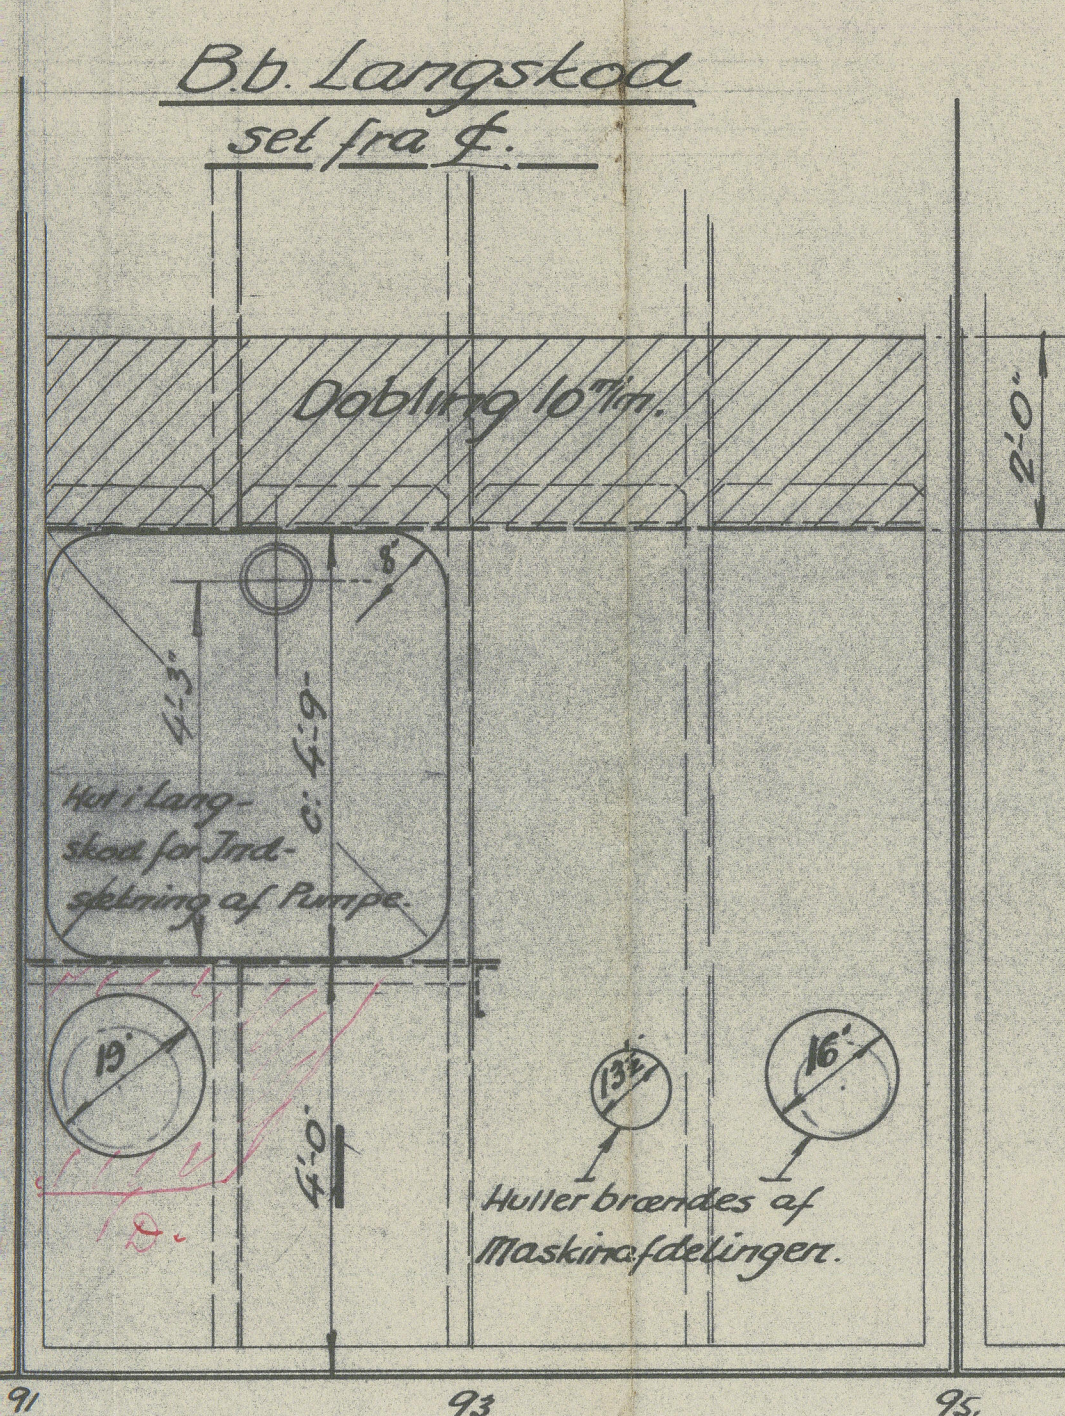 B.b. Langskod
set fra ₵.
Dobling 10 m/m.
2'-0"
8"
4'-3"
c: 4'-9"
Hul i Lang-
skod for Ind-
sætning af Pumpe.
19"
13½"
16"
4'-0"
Huller brændes af
Maskinafdelingen.
D.
91
93
95.